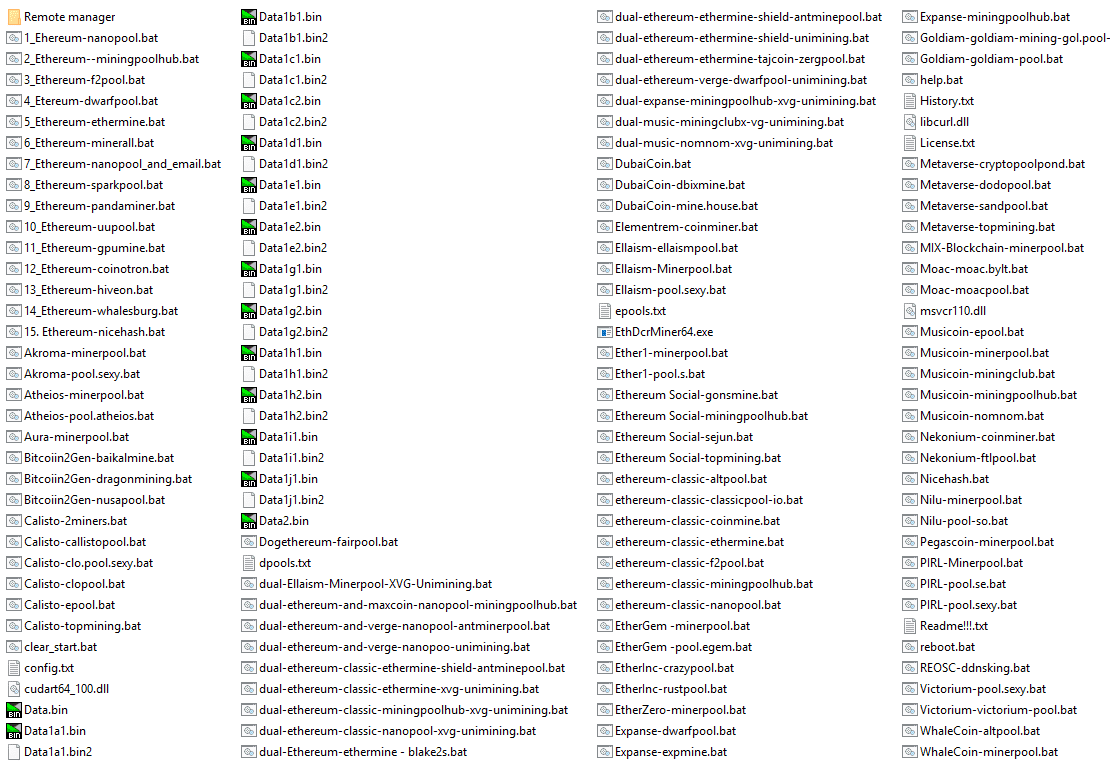 Remote manager
1_Ehereum-nanopool.bat
2_Ethereum--miningpoolhub.bat
3_Ethereum-f2pool.bat
4_Etereum-dwarfpool.bat
5_Ethereum-ethermine.bat
6_Ethereum-minerall.bat
7_Ethereum-nanopool_and_email.bat
8_Ethereum-sparkpool.bat
9_Ethereum-pandaminer.bat
10_Ethereum-uupool.bat
11_Ethereum-gpumine.bat
12_Ethereum-coinotron.bat
13_Ethereum-hiveon.bat
14_Ethereum-whalesburg.bat
15. Ethereum-nicehash.bat
Akroma-minerpool.bat
Akroma-pool.sexy.bat
Atheios-minerpool.bat
Atheios-pool.atheios.bat
Aura-minerpool.bat
Bitcoiin2Gen-baikalmine.bat
Bitcoiin2Gen-dragonmining.bat
Bitcoiin2Gen-nusapool.bat
Calisto-2miners.bat
Calisto-callistopool.bat
Calisto-clo.pool.sexy.bat
Calisto-clopool.bat
Calisto-epool.bat
Calisto-topmining.bat
clear_start.bat
config.txt
cudart64_100.dll
Data.bin
Data1a1.bin
Data1a1.bin2
Data1b1.bin
Data1b1.bin2
Data1c1.bin
Data1c1.bin2
Data1c2.bin
Data1c2.bin2
Data1d1.bin
Data1d1.bin2
Data1e1.bin
Data1e1.bin2
Data1e2.bin
Data1e2.bin2
Data1g1.bin
Data1g1.bin2
Data1g2.bin
Data1g2.bin2
Data1h1.bin
Data1h1.bin2
Data1h2.bin
Data1h2.bin2
Data1i1.bin
Data1i1.bin2
Data1j1.bin
Data1j1.bin2
Data2.bin
Dogethereum-fairpool.bat
dpools.txt
dual-Ellaism-Minerpool-XVG-Unimining.bat
dual-ethereum-and-maxcoin-nanopool-miningpoolhub.bat
dual-ethereum-and-verge-nanopool-antminerpool.bat
dual-ethereum-and-verge-nanopoo-unimining.bat
dual-ethereum-classic-ethermine-shield-antminepool.bat
dual-ethereum-classic-ethermine-xvg-unimining.bat
dual-ethereum-classic-miningpoolhub-xvg-unimining.bat
dual-ethereum-classic-nanopool-xvg-unimining.bat
dual-Ethereum-ethermine - blake2s.bat
dual-ethereum-ethermine-shield-antminepool.bat
dual-ethereum-ethermine-shield-unimining.bat
dual-ethereum-ethermine-tajcoin-zergpool.bat
dual-ethereum-verge-dwarfpool-unimining.bat
dual-expanse-miningpoolhub-xvg-unimining.bat
dual-music-miningclubx-vg-unimining.bat
dual-music-nomnom-xvg-unimining.bat
DubaiCoin.bat
DubaiCoin-dbixmine.bat
DubaiCoin-mine.house.bat
Elementrem-coinminer.bat
Ellaism-ellaismpool.bat
Ellaism-Minerpool.bat
Ellaism-pool.sexy.bat
epools.txt
EthDcrMiner64.exe
Ether1-minerpool.bat
Ether1-pool.s.bat
Ethereum Social-gonsmine.bat
Ethereum Social-miningpoolhub.bat
Ethereum Social-sejun.bat
Ethereum Social-topmining.bat
ethereum-classic-altpool.bat
ethereum-classic-classicpool-io.bat
ethereum-classic-coinmine.bat
ethereum-classic-ethermine.bat
ethereum-classic-f2pool.bat
ethereum-classic-miningpoolhub.bat
ethereum-classic-nanopool.bat
EtherGem -minerpool.bat
EtherGem -pool.egem.bat
EtherInc-crazypool.bat
EtherInc-rustpool.bat
EtherZero-minerpool.bat
Expanse-dwarfpool.bat
Expanse-expmine.bat
Expanse-miningpoolhub.bat
Goldiam-goldiam-mining-gol.pool-
Goldiam-goldiam-pool.bat
help.bat
History.txt
libcurl.dll
License.txt
Metaverse-cryptopoolpond.bat
Metaverse-dodopool.bat
Metaverse-sandpool.bat
Metaverse-topmining.bat
MIX-Blockchain-minerpool.bat
Moac-moac.bylt.bat
Moac-moacpool.bat
msvcr110.dll
Musicoin-epool.bat
Musicoin-minerpool.bat
Musicoin-miningclub.bat
Musicoin-miningpoolhub.bat
Musicoin-nomnom.bat
Nekonium-coinminer.bat
Nekonium-ftlpool.bat
Nicehash.bat
Nilu-minerpool.bat
Nilu-pool-so.bat
Pegascoin-minerpool.bat
PIRL-Minerpool.bat
PIRL-pool.se.bat
PIRL-pool.sexy.bat
Readme!!!.txt
reboot.bat
REOSC-ddnsking.bat
Victorium-pool.sexy.bat
Victorium-victorium-pool.bat
WhaleCoin-altpool.bat
WhaleCoin-minerpool.bat